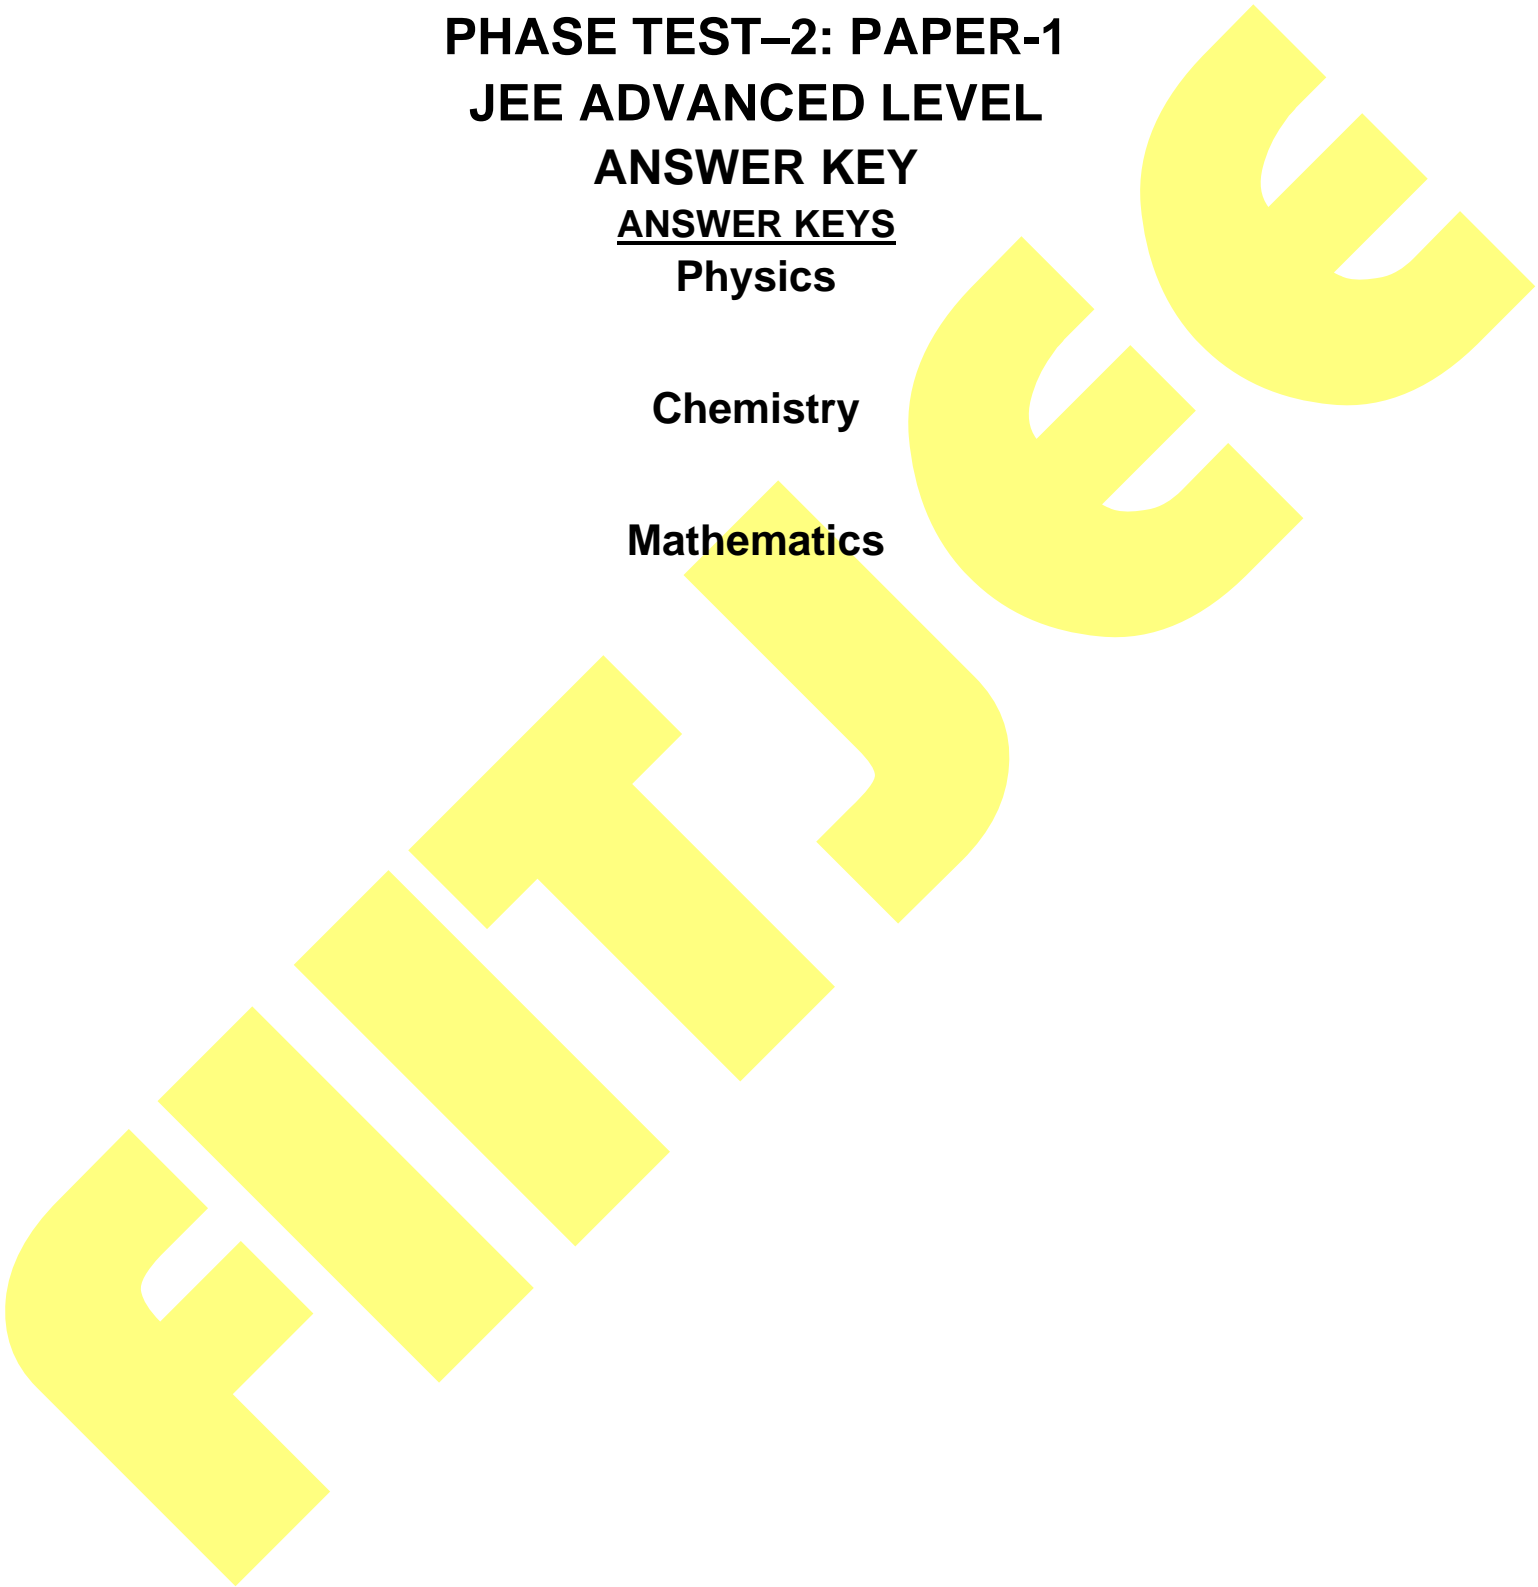 PHASE TEST–2: PAPER-1
JEE ADVANCED LEVEL
ANSWER KEY
ANSWER KEYS
Physics
Chemistry
Mathematics
FIITJEE